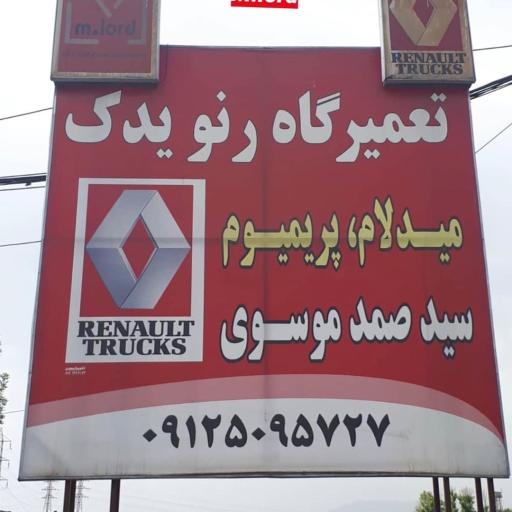 m.lord
RENAULT
TRUCKS
تعمیرگاه رنو یدک
میدلام، پریمیوم
سید صمد موسوی
RENAULT
TRUCKS
۰۹۱۲۵۰۹۵۷۲۷